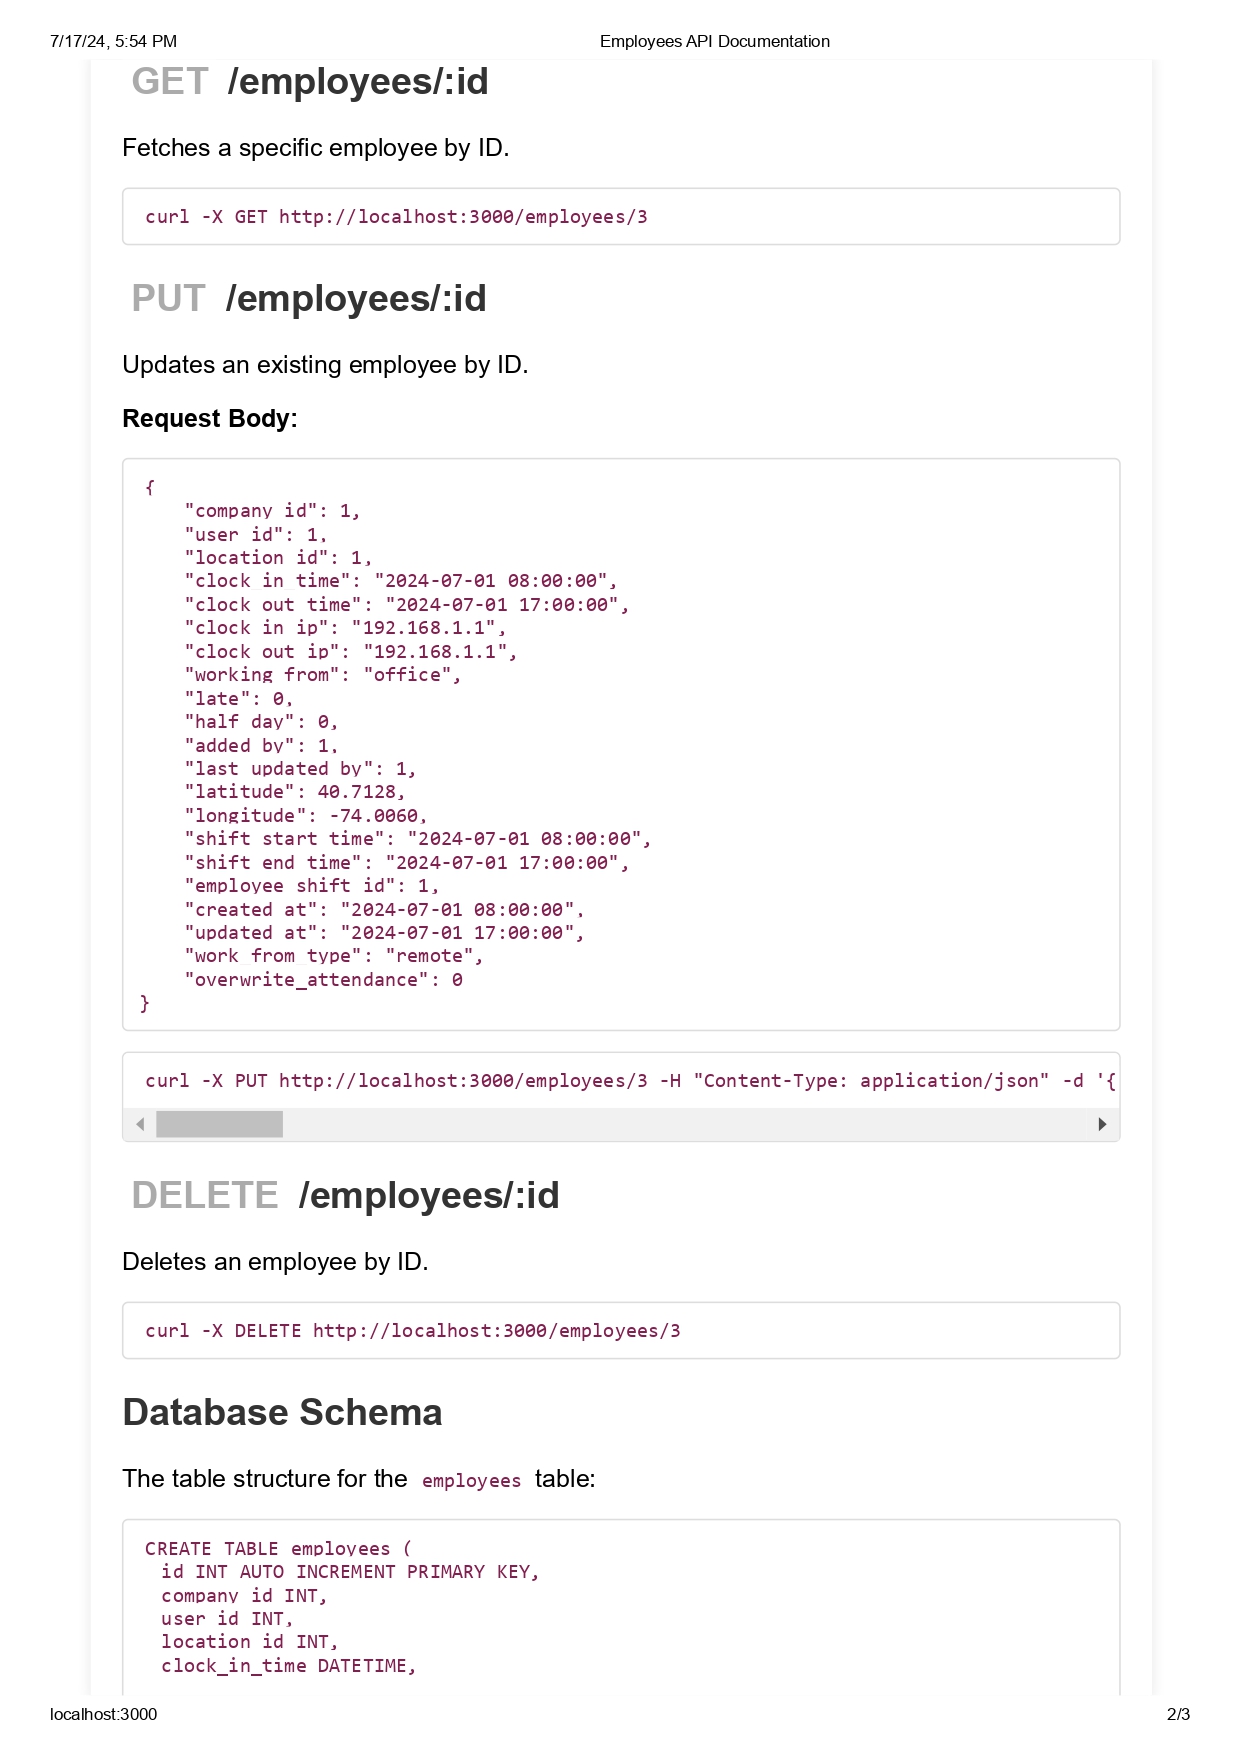 7/17/24, 5:54 PM
Employees API Documentation
GET /employees/:id
Fetches a specific employee by ID.
curl -X GET http://localhost:3000/employees/3
PUT /employees/:id
Updates an existing employee by ID.
Request Body:
{
"company id": 1,
"user id": 1,
"location id": 1,
"clock in time": "2024-07-01 08:00:00",
"clock out time": "2024-07-01 17:00:00",
"clock in ip": "192.168.1.1",
"clock out ip": "192.168.1.1",
"working from": "office",
"late": 0,
"half day": 0,
"added by": 1,
"last updated by": 1,
"latitude": 40.7128,
"longitude": -74.0060,
"shift start time": "2024-07-01 08:00:00",
"shift end time": "2024-07-01 17:00:00",
"employee shift id": 1,
"created at": "2024-07-01 08:00:00",
"updated at": "2024-07-01 17:00:00",
"work from type": "remote",
"overwrite_attendance": 0
}
curl -X PUT http://localhost:3000/employees/3 -H "Content-Type: application/json" -d '{
DELETE /employees/:id
Deletes an employee by ID.
curl -X DELETE http://localhost:3000/employees/3
Database Schema
The table structure for the employees table:
CREATE TABLE employees (
id INT AUTO INCREMENT PRIMARY KEY,
company id INT,
user id INT,
location id INT,
clock_in_time DATETIME,
localhost:3000
2/3